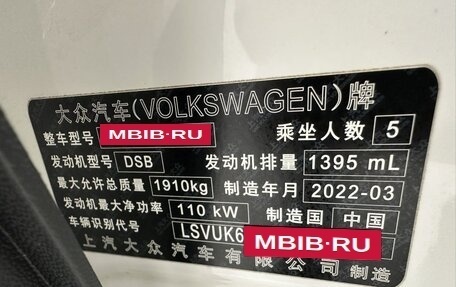 大众汽车(VOLKSWAGEN)牌
整车型号 MBIB·RU 乘坐人数 5
发动机型号 DSB 发动机排量 1395 mL
最大允许总质量 1910kg 制造年月 2022-03
发动机最大净功率 110 kW 制造国 中国
车辆识别代号 LSVUK6 MBIB·RU
上汽大众汽车有限公司 制造